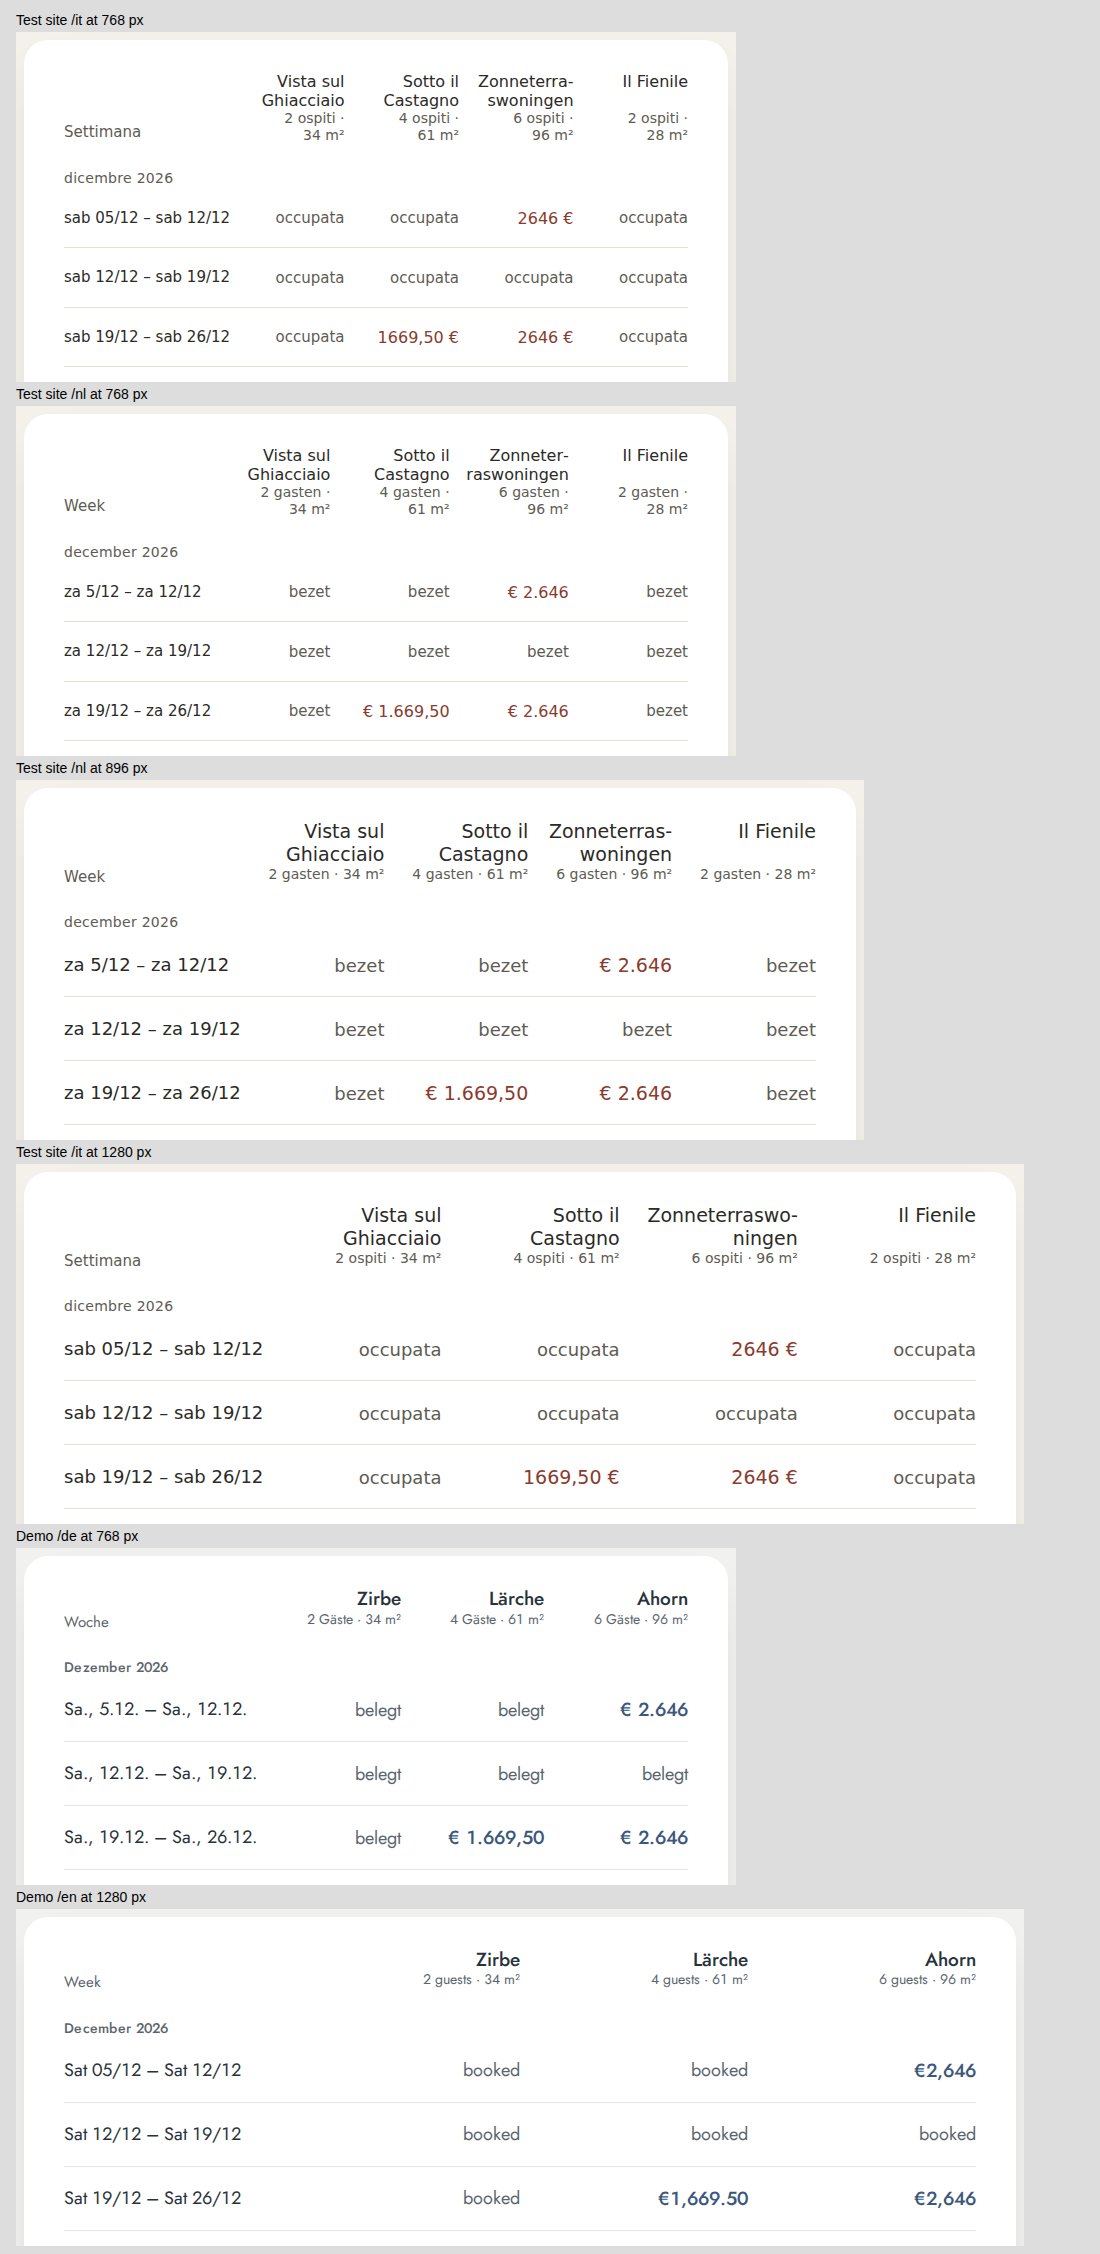 Test site /it at 768 px
Vista sul Sotto il Zonneterra- Il Fienile
Ghiacciaio Castagno swoningen
2 ospiti · 4 ospiti · 6 ospiti · 2 ospiti ·
Settimana 34 m² 61 m² 96 m² 28 m²
dicembre 2026
sab 05/12 – sab 12/12 occupata occupata 2646 € occupata
sab 12/12 – sab 19/12 occupata occupata occupata occupata
sab 19/12 – sab 26/12 occupata 1669,50 € 2646 € occupata
Test site /nl at 768 px
Vista sul Sotto il Zonneter- Il Fienile
Ghiacciaio Castagno raswoningen
2 gasten · 4 gasten · 6 gasten · 2 gasten ·
Week 34 m² 61 m² 96 m² 28 m²
december 2026
za 5/12 – za 12/12 bezet bezet € 2.646 bezet
za 12/12 – za 19/12 bezet bezet bezet bezet
za 19/12 – za 26/12 bezet € 1.669,50 € 2.646 bezet
Test site /nl at 896 px
Vista sul Sotto il Zonneterras- Il Fienile
Ghiacciaio Castagno woningen
Week 2 gasten · 34 m² 4 gasten · 61 m² 6 gasten · 96 m² 2 gasten · 28 m²
december 2026
za 5/12 – za 12/12 bezet bezet € 2.646 bezet
za 12/12 – za 19/12 bezet bezet bezet bezet
za 19/12 – za 26/12 bezet € 1.669,50 € 2.646 bezet
Test site /it at 1280 px
Vista sul Sotto il Zonneterraswo- Il Fienile
Ghiacciaio Castagno ningen
Settimana 2 ospiti · 34 m² 4 ospiti · 61 m² 6 ospiti · 96 m² 2 ospiti · 28 m²
dicembre 2026
sab 05/12 – sab 12/12 occupata occupata 2646 € occupata
sab 12/12 – sab 19/12 occupata occupata occupata occupata
sab 19/12 – sab 26/12 occupata 1669,50 € 2646 € occupata
Demo /de at 768 px
Zirbe Lärche Ahorn
Woche 2 Gäste · 34 m² 4 Gäste · 61 m² 6 Gäste · 96 m²
Dezember 2026
Sa., 5.12. – Sa., 12.12. belegt belegt € 2.646
Sa., 12.12. – Sa., 19.12. belegt belegt belegt
Sa., 19.12. – Sa., 26.12. belegt € 1.669,50 € 2.646
Demo /en at 1280 px
Zirbe Lärche Ahorn
Week 2 guests · 34 m² 4 guests · 61 m² 6 guests · 96 m²
December 2026
Sat 05/12 – Sat 12/12 booked booked €2,646
Sat 12/12 – Sat 19/12 booked booked booked
Sat 19/12 – Sat 26/12 booked €1,669.50 €2,646